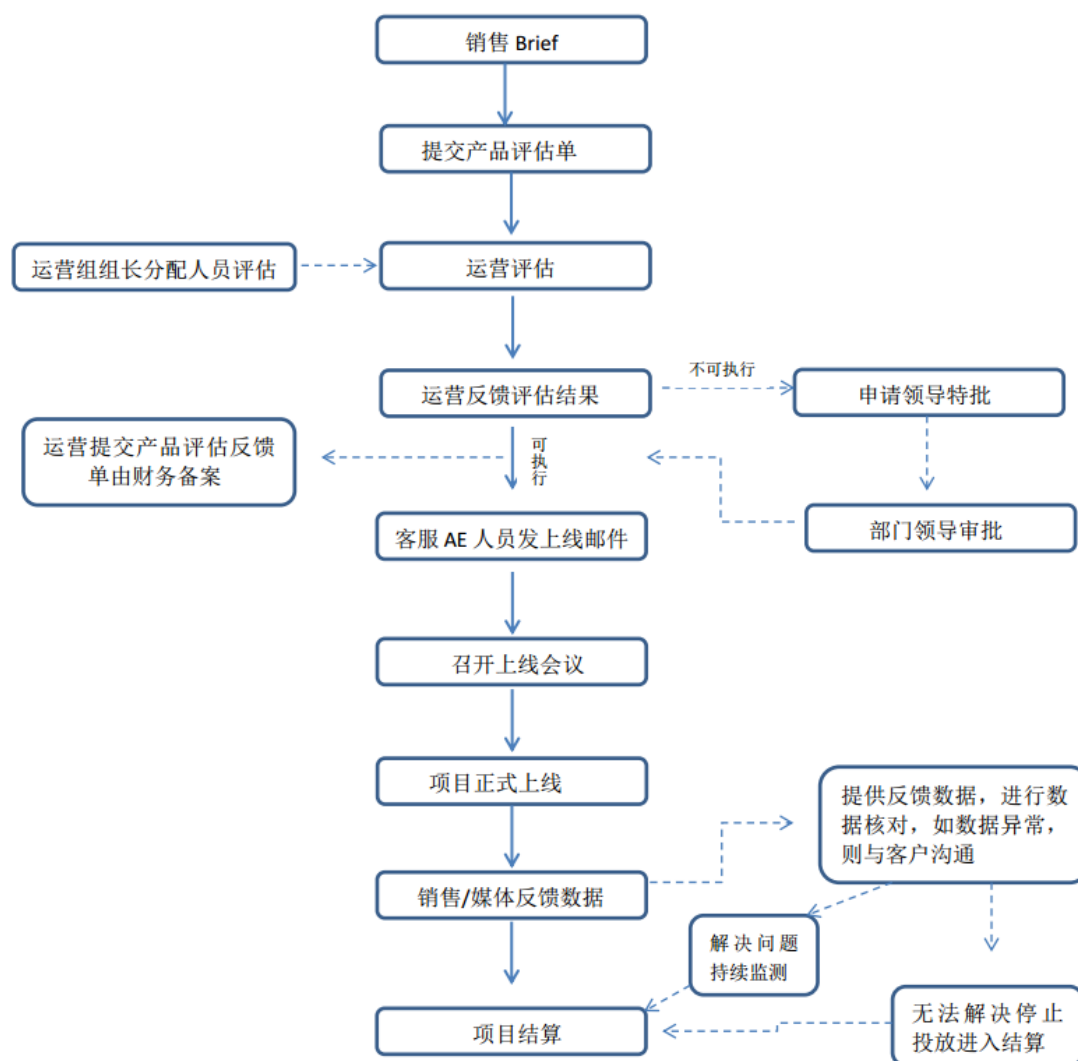 销售 Brief
提交产品评估单
运营组组长分配人员评估
运营评估
运营反馈评估结果
不可执行
申请领导特批
运营提交产品评估反馈
单由财务备案
可
执
行
部门领导审批
客服 AE 人员发上线邮件
召开上线会议
项目正式上线
提供反馈数据，进行数
据核对，如数据异常，
则与客户沟通
销售/媒体反馈数据
解决问题
持续监测
无法解决停止
投放进入结算
项目结算